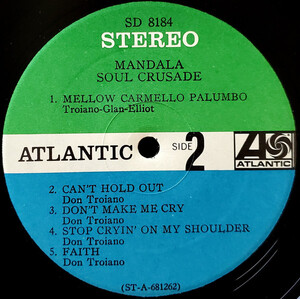 SD 8184
STEREO
MANDALA
SOUL CRUSADE
1. MELLOW CARMELLO PALUMBO
Troiano-Glan-Elliot
ATLANTIC SIDE 2 ATLANTIC
2. CAN'T HOLD OUT
Don Troiano
3. DON'T MAKE ME CRY
Don Troiano
4. STOP CRYIN' ON MY SHOULDER
Don Troiano
5. FAITH
Don Troiano
(ST-A-681262)